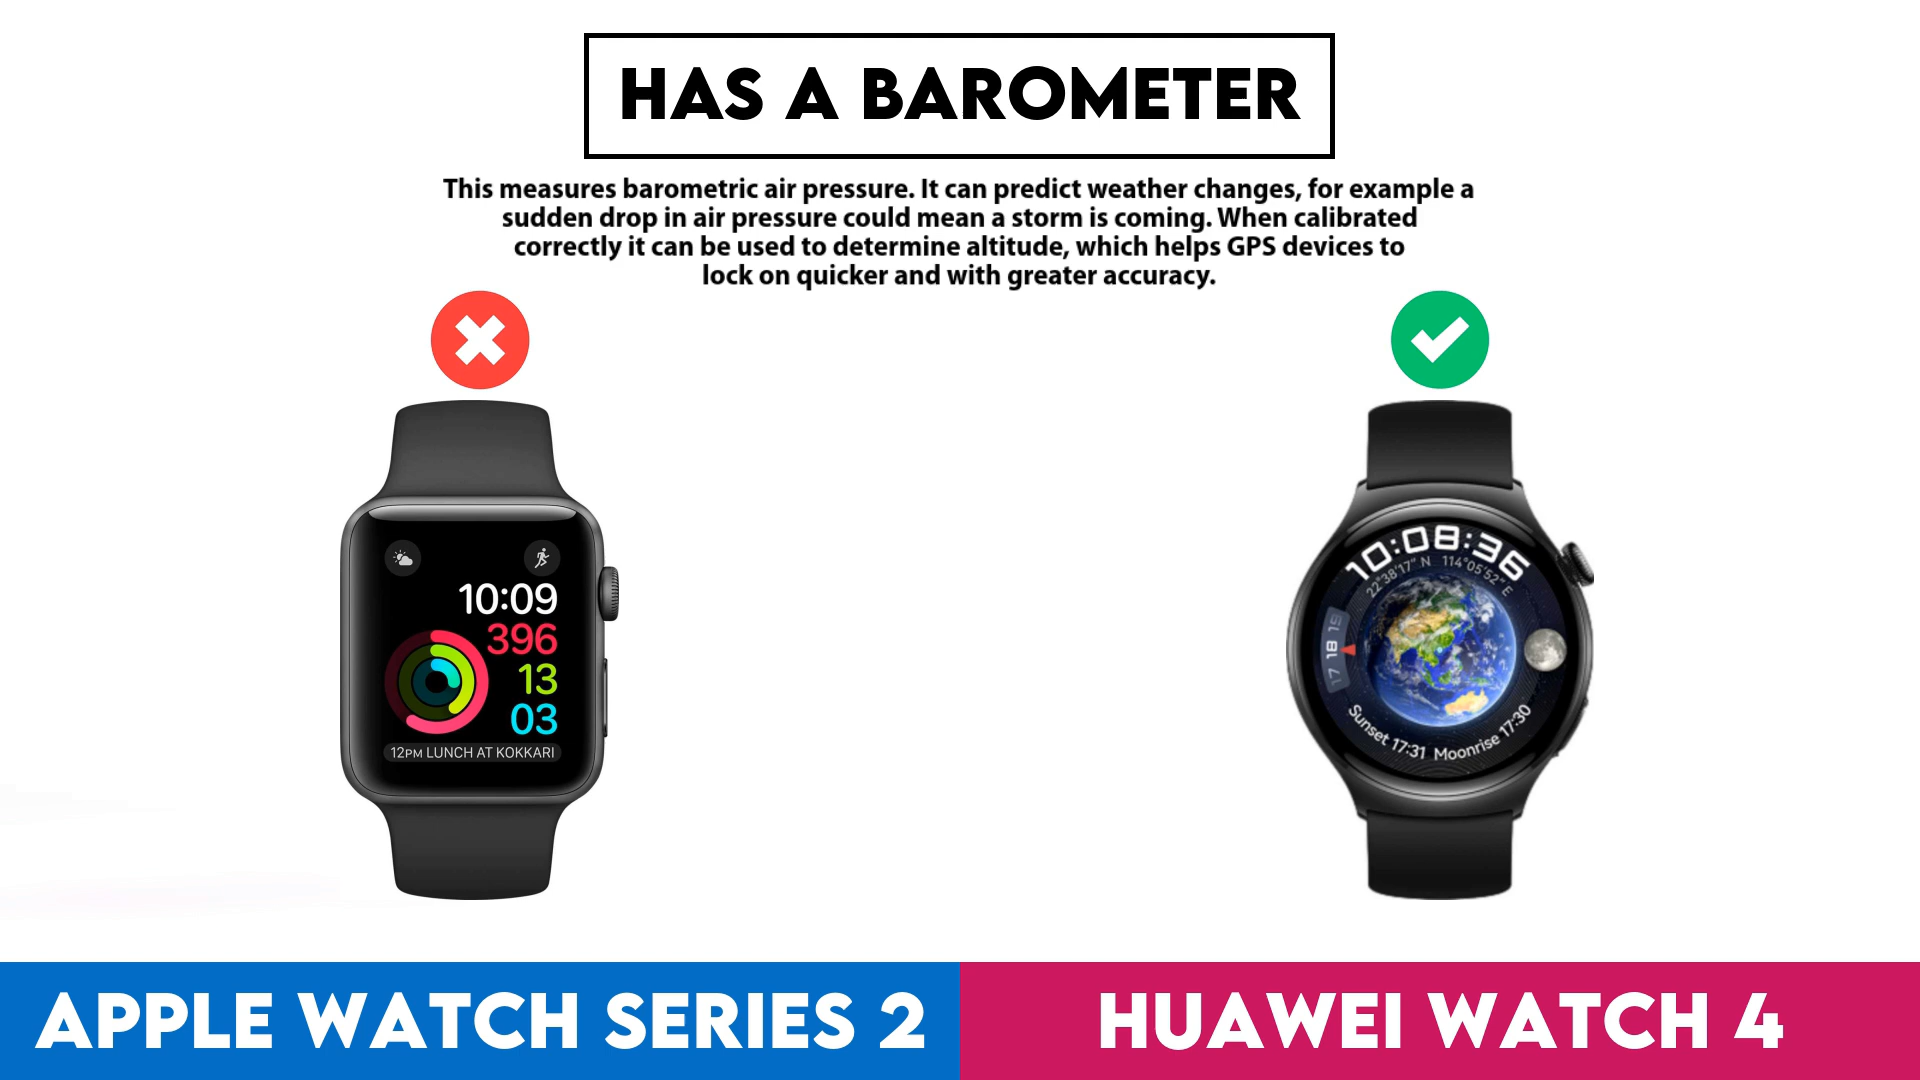 HAS A BAROMETER
This measures barometric air pressure. It can predict weather changes, for example a
sudden drop in air pressure could mean a storm is coming. When calibrated
correctly it can be used to determine altitude, which helps GPS devices to
lock on quicker and with greater accuracy.
10:09
396
13
03
12PM LUNCH AT KOKKARI
10:08:36
22°38'17" N 114°05'52" E
17 18 19
Sunset 17:31 Moonrise 17:30
APPLE WATCH SERIES 2
HUAWEI WATCH 4